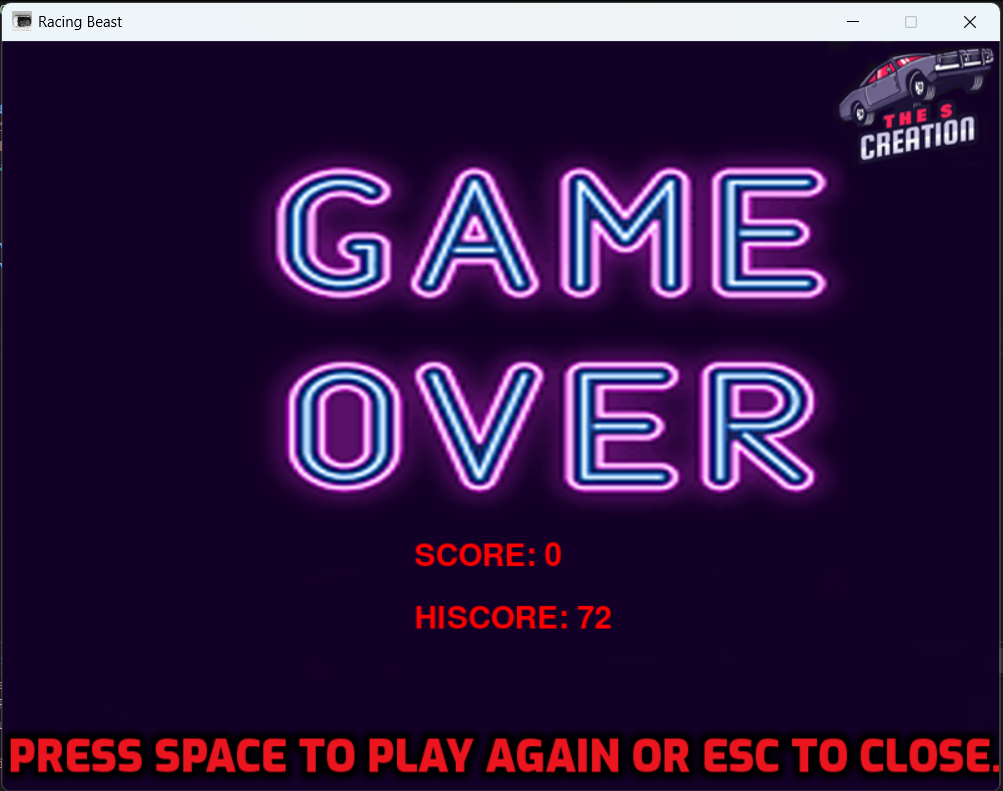 Racing Beast
THE S
CREATION
GAME
OVER
SCORE: 0
HISCORE: 72
PRESS SPACE TO PLAY AGAIN OR ESC TO CLOSE.